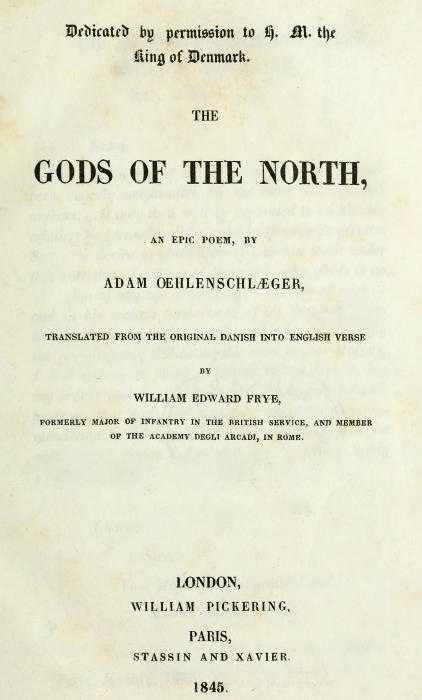 Dedicated by permission to H. M. the
King of Denmark.
THE
GODS OF THE NORTH,
AN EPIC POEM, BY
ADAM OEHLENSCHLÆGER,
TRANSLATED FROM THE ORIGINAL DANISH INTO ENGLISH VERSE
BY
WILLIAM EDWARD FRYE,
FORMERLY MAJOR OF INFANTRY IN THE BRITISH SERVICE, AND MEMBER
OF THE ACADEMY DEGLI ARCADI, IN ROME.
LONDON,
WILLIAM PICKERING,
PARIS,
STASSIN AND XAVIER.
1845.